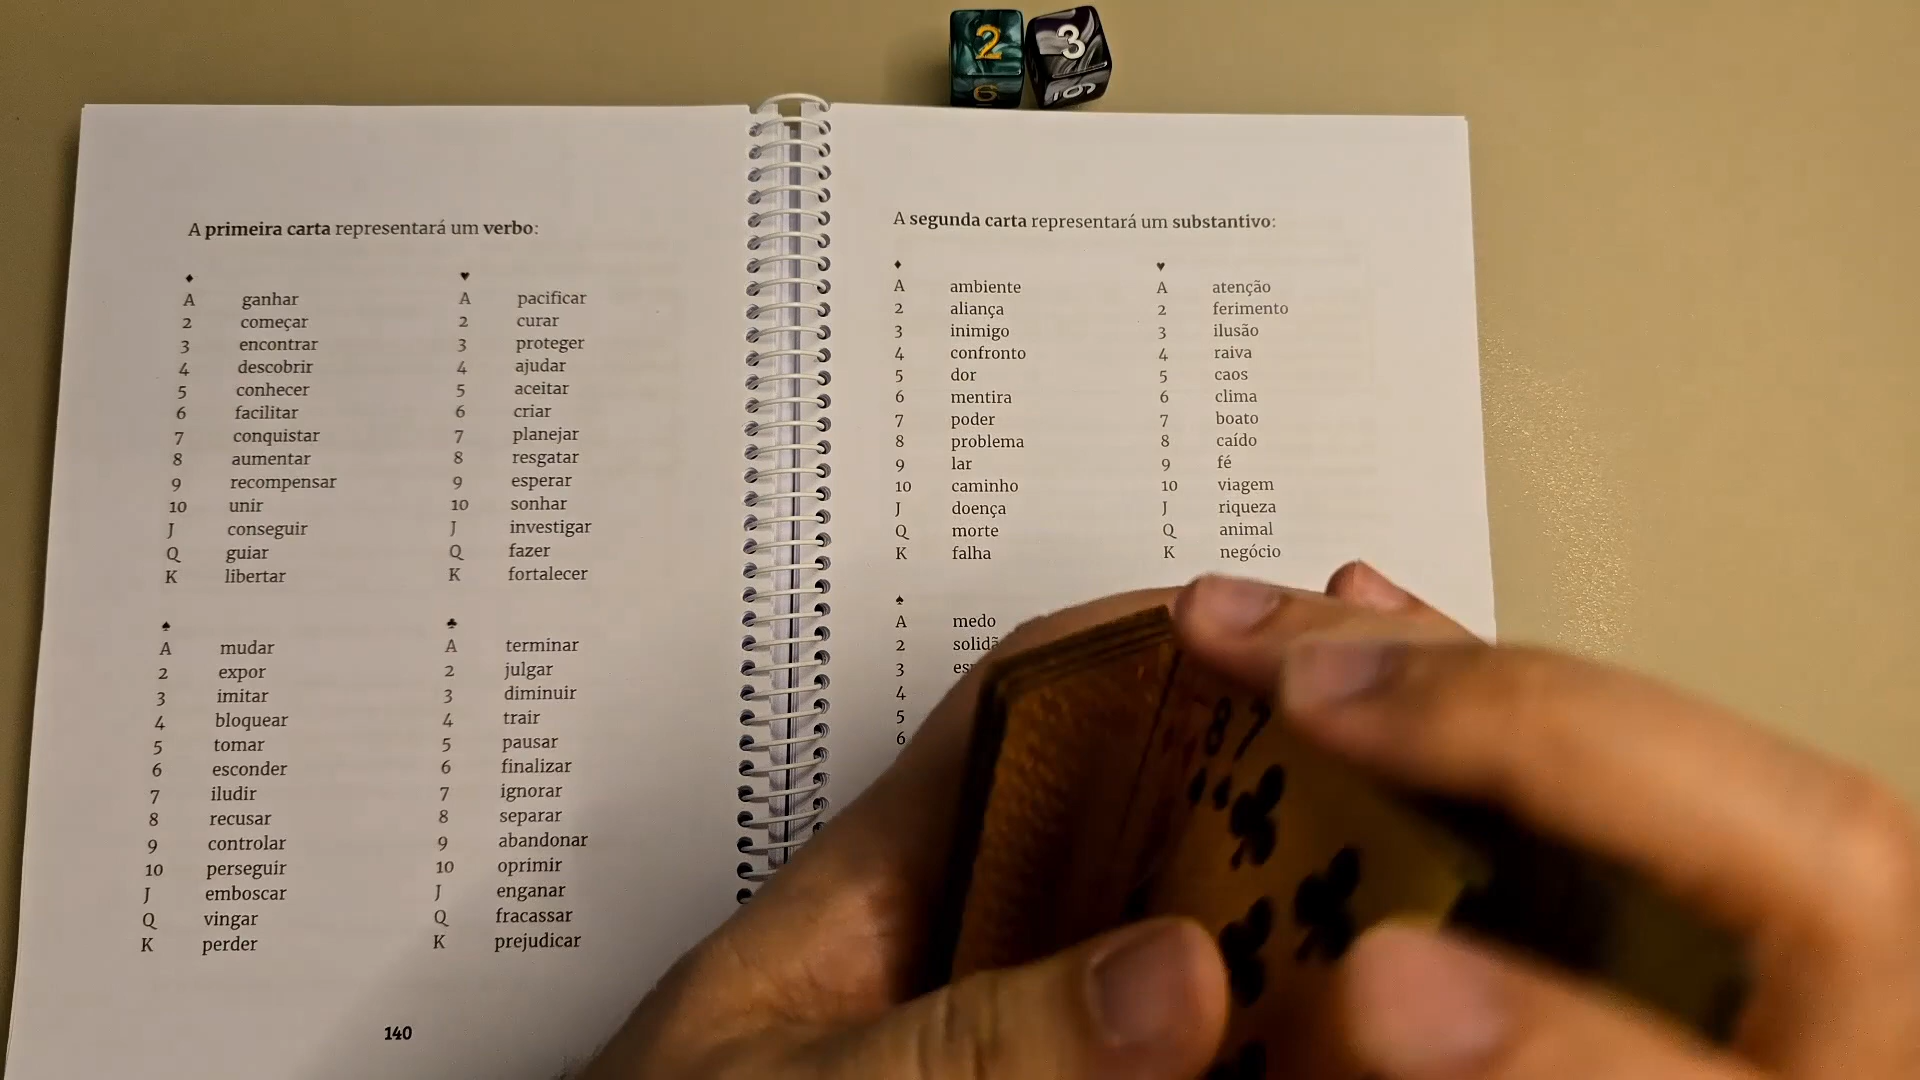 2 3
6 6
A primeira carta representará um verbo:
♦ ♥
A ganhar A pacificar
2 começar 2 curar
3 encontrar 3 proteger
4 descobrir 4 ajudar
5 conhecer 5 aceitar
6 facilitar 6 criar
7 conquistar 7 planejar
8 aumentar 8 resgatar
9 recompensar 9 esperar
10 unir 10 sonhar
J conseguir J investigar
Q guiar Q fazer
K libertar K fortalecer
♠ ♣
A mudar A terminar
2 expor 2 julgar
3 imitar 3 diminuir
4 bloquear 4 trair
5 tomar 5 pausar
6 esconder 6 finalizar
7 iludir 7 ignorar
8 recusar 8 separar
9 controlar 9 abandonar
10 perseguir 10 oprimir
J emboscar J enganar
Q vingar Q fracassar
K perder K prejudicar
140
A segunda carta representará um substantivo:
♦ ♥
A ambiente A atenção
2 aliança 2 ferimento
3 inimigo 3 ilusão
4 confronto 4 raiva
5 dor 5 caos
6 mentira 6 clima
7 poder 7 boato
8 problema 8 caído
9 lar 9 fé
10 caminho 10 viagem
J doença J riqueza
Q morte Q animal
K falha K negócio
♠
A medo
2
3
4
5
6
8 7